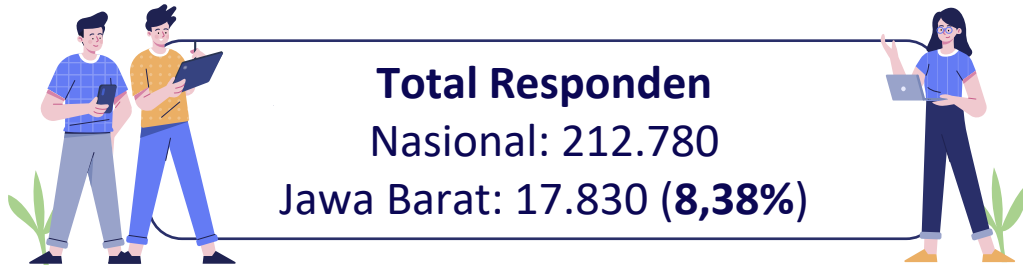 Total Responden
Nasional: 212.780
Jawa Barat: 17.830 (8,38%)